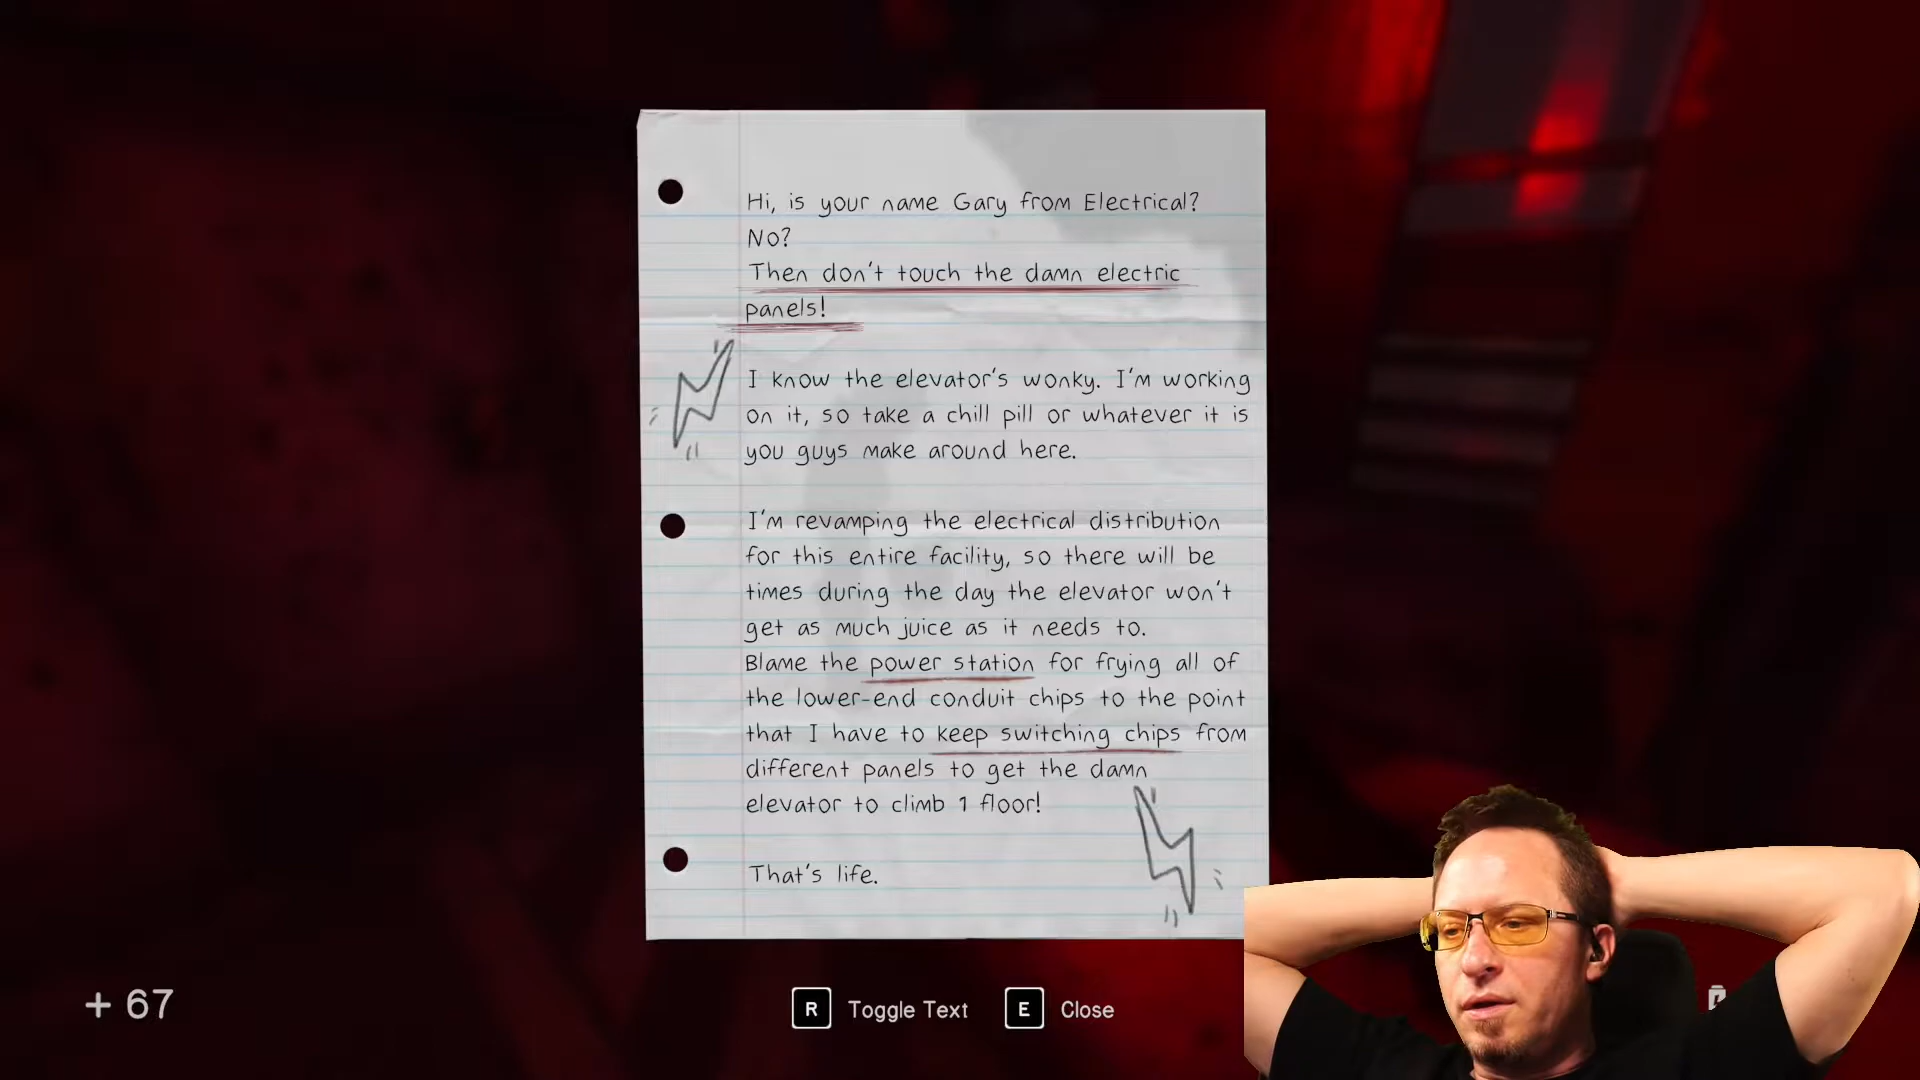 Hi, is your name Gary from Electrical?
No?
Then don't touch the damn electric
panels!
I know the elevator's wonky. I'm working
on it, so take a chill pill or whatever it is
you guys make around here.
I'm revamping the electrical distribution
for this entire facility, so there will be
times during the day the elevator won't
get as much juice as it needs to.
Blame the power station for frying all of
the lower-end conduit chips to the point
that I have to keep switching chips from
different panels to get the damn
elevator to climb 1 floor!
That's life.
+ 67
R Toggle Text E Close